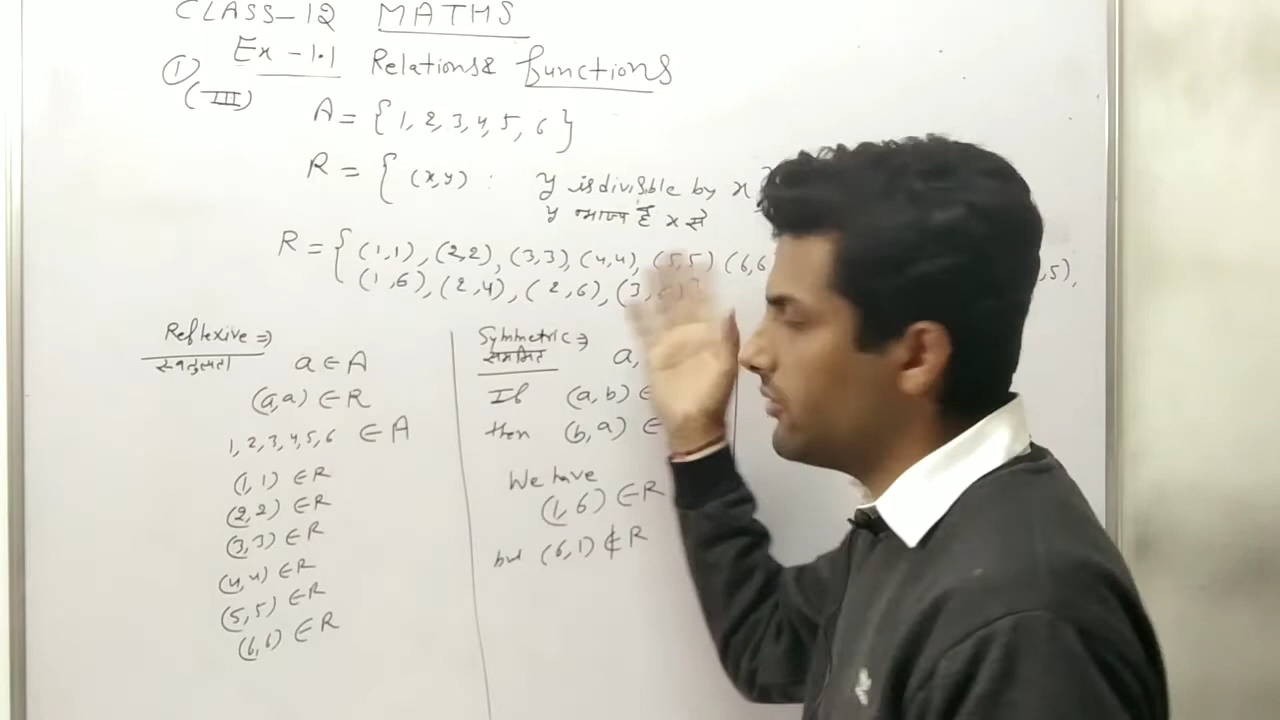 CLASS-12 MATHS
Ex-1.1 Relations & functions
① (III)
A = {1, 2, 3, 4, 5, 6}
R = { (x,y) : y is divisible by x }
y भाज्य है x से
R = { (1,1), (2,2), (3,3), (4,4), (5,5) (6,6 ,5),
(1,6), (2,4), (2,6), (3,
Reflexive ⇒
स्वतुल्यता
a ∈ A
(a,a) ∈ R
1, 2, 3, 4, 5, 6 ∈ A
(1, 1) ∈ R
(2, 2) ∈ R
(3, 3) ∈ R
(4, 4) ∈ R
(5, 5) ∈ R
(6, 6) ∈ R
Symmetric ⇒
सममित
a,
If (a, b) ∈
then (b, a) ∈
We have
(1, 6) ∈ R
but (6, 1) ∉ R